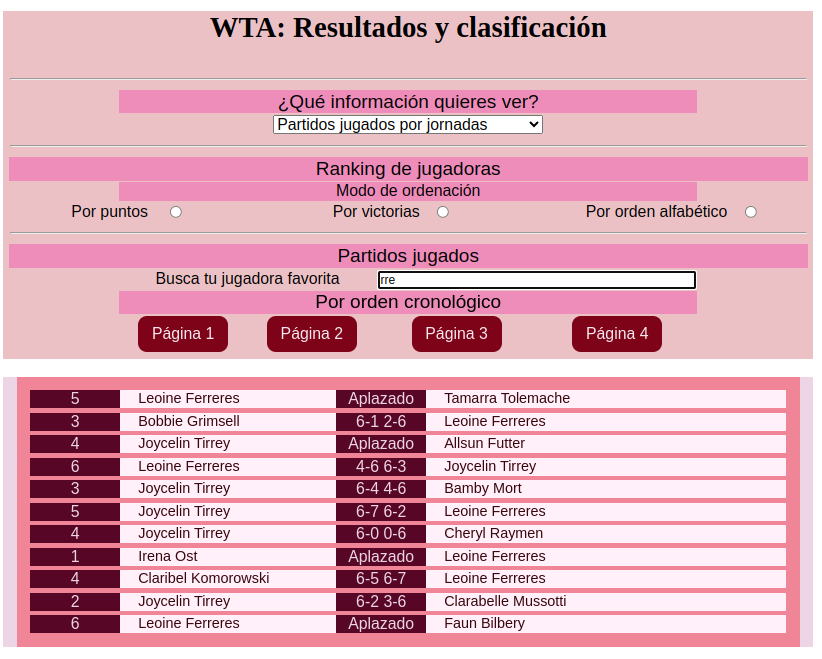 WTA: Resultados y clasificación
¿Qué información quieres ver?
Partidos jugados por jornadas
Ranking de jugadoras
Modo de ordenación
Por puntos Por victorias Por orden alfabético
Partidos jugados
Busca tu jugadora favorita rre
Por orden cronológico
Página 1 Página 2 Página 3 Página 4
5 Leoine Ferreres Aplazado Tamarra Tolemache
3 Bobbie Grimsell 6-1 2-6 Leoine Ferreres
4 Joycelin Tirrey Aplazado Allsun Futter
6 Leoine Ferreres 4-6 6-3 Joycelin Tirrey
3 Joycelin Tirrey 6-4 4-6 Bamby Mort
5 Joycelin Tirrey 6-7 6-2 Leoine Ferreres
4 Joycelin Tirrey 6-0 0-6 Cheryl Raymen
1 Irena Ost Aplazado Leoine Ferreres
4 Claribel Komorowski 6-5 6-7 Leoine Ferreres
2 Joycelin Tirrey 6-2 3-6 Clarabelle Mussotti
6 Leoine Ferreres Aplazado Faun Bilbery